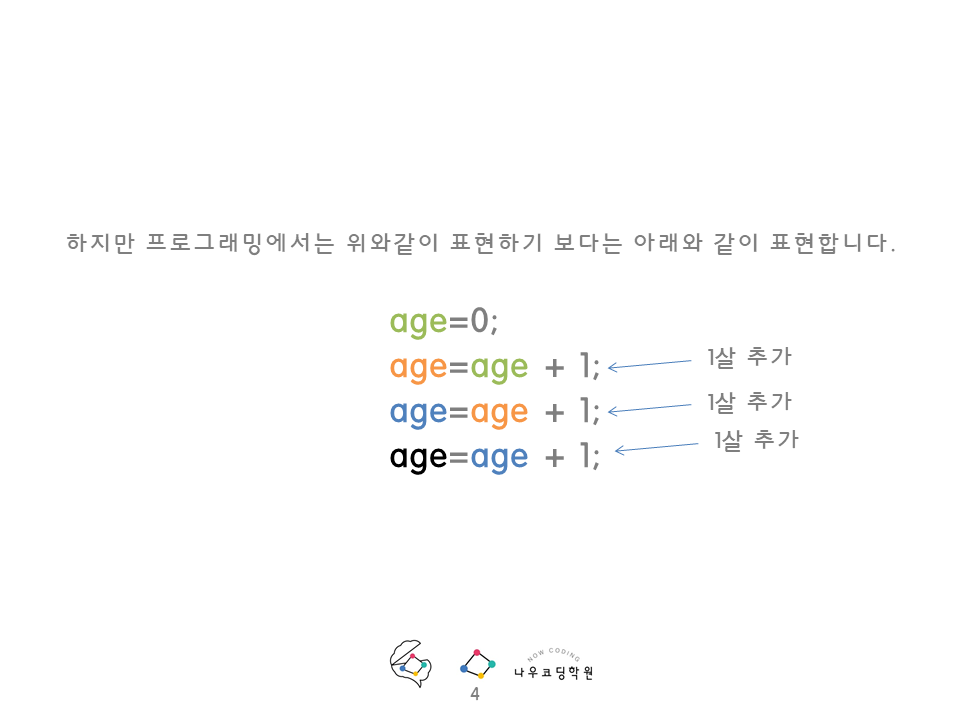 하지만 프로그래밍에서는 위와같이 표현하기 보다는 아래와 같이 표현합니다.
age=0;
age=age + 1;
1살 추가
age=age + 1;
1살 추가
age=age + 1;
1살 추가
NOW CODING
나우코딩학원
4